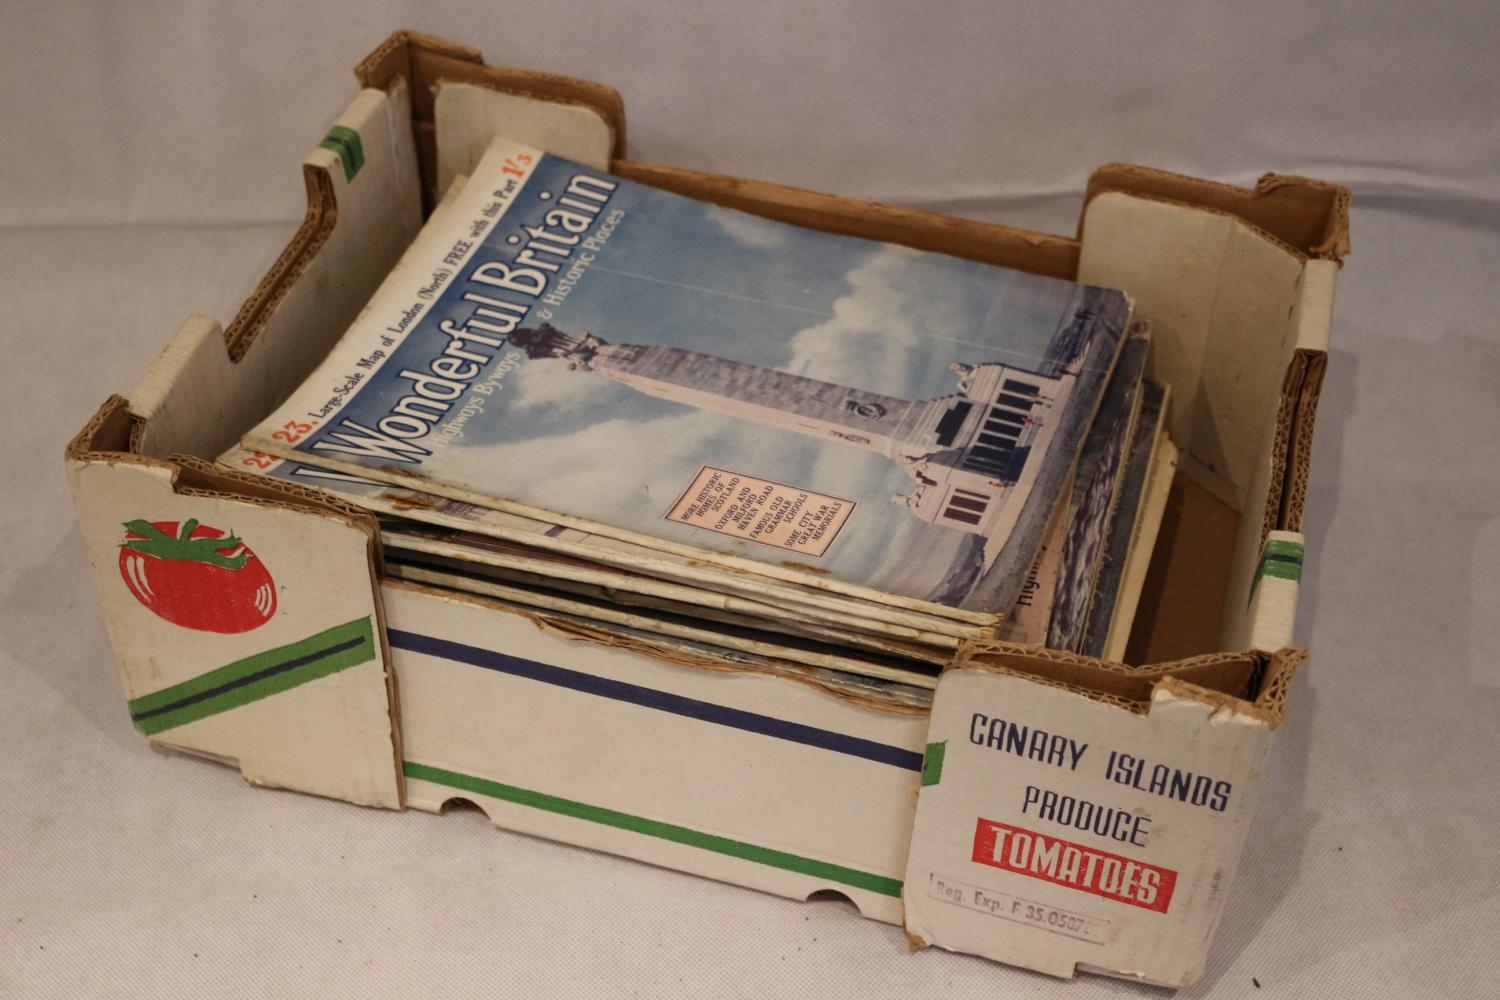 23. Large-Scale Map of London (North) FREE with this Part 1/3
Wonderful Britain
Highways Byways & Historic Places
MORE HISTORIC
HOMES OF
SCOTLAND
OXFORD AND
MILFORD
HAVEN ROAD
FAMOUS OLD
GRAMMAR
SCHOOLS
SOME CITY
GREAT WAR
MEMORIALS
22
W
CANARY ISLANDS
PRODUCE
TOMATOES
Reg. Exp. F 35.0507